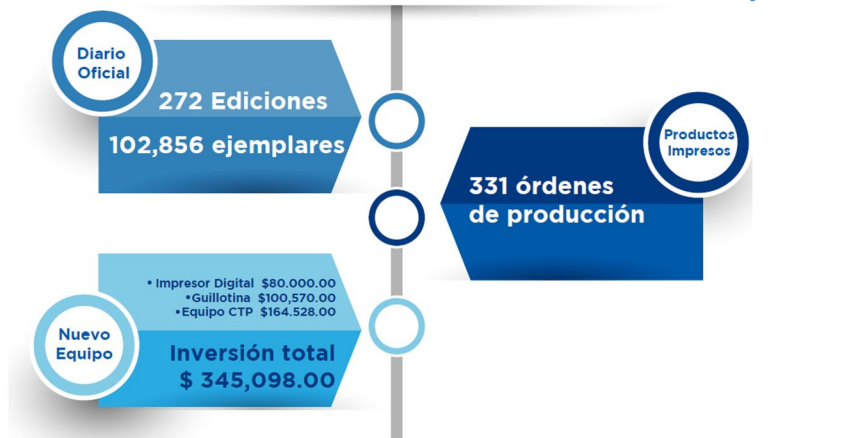 Diario
Oficial
272 Ediciones
102,856 ejemplares
Productos
Impresos
331 órdenes
de producción
• Impresor Digital $80.000.00
•Guillotina $100,570.00
•Equipo CTP $164.528.00
Nuevo
Equipo
Inversión total
$ 345,098.00